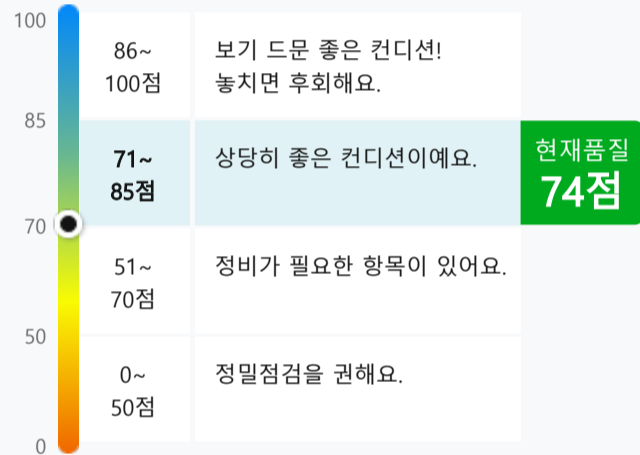 100
86~
100점
보기 드문 좋은 컨디션!
놓치면 후회해요.
85
71~
85점
상당히 좋은 컨디션이예요.
현재품질
74점
70
51~
70점
정비가 필요한 항목이 있어요.
50
0~
50점
정밀점검을 권해요.
0